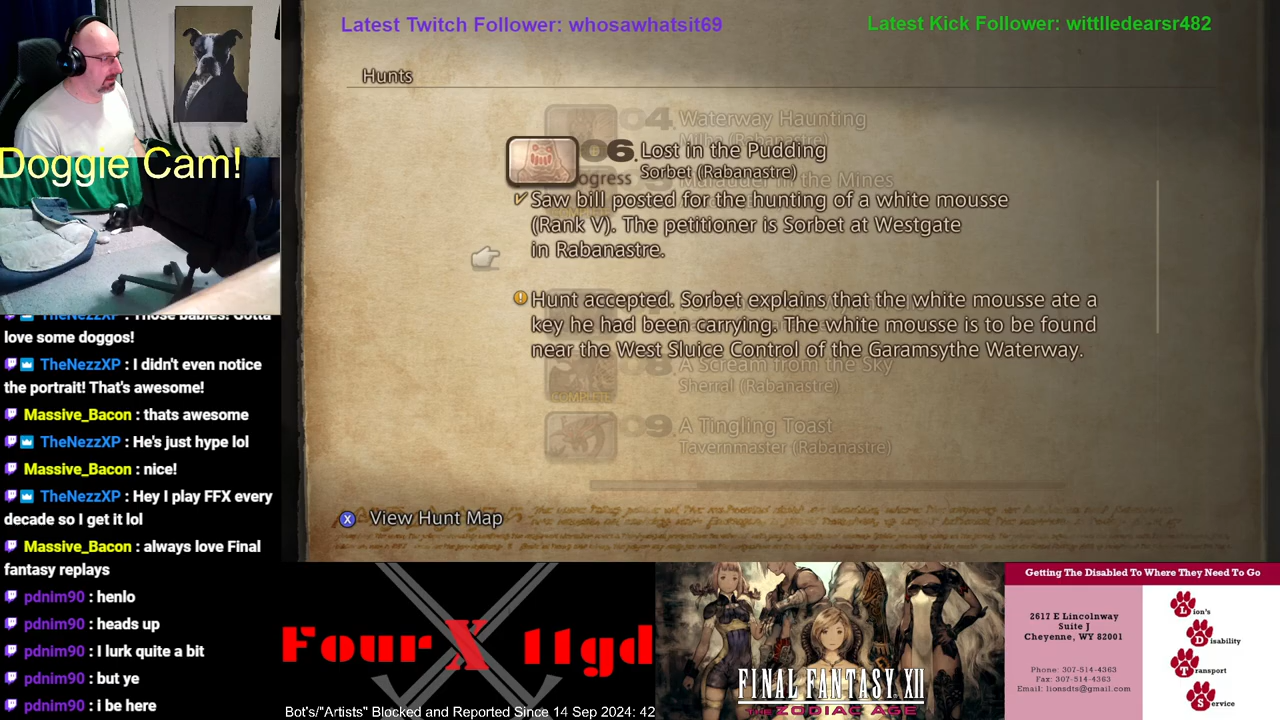 Latest Twitch Follower: whosawhatsit69
Latest Kick Follower: wittlledearsr482
Doggie Cam!
Hunts
04. Waterway Haunting
06. Lost in the Pudding
Sorbet (Rabanastre)
Saw bill posted for the hunting of a white mousse
(Rank V). The petitioner is Sorbet at Westgate
in Rabanastre.
Hunt accepted. Sorbet explains that the white mousse ate a
key he had been carrying. The white mousse is to be found
near the West Sluice Control of the Garamsythe Waterway.
08. A Scream from the Sky
Sherral (Rabanastre)
COMPLETE
09. A Tingling Toast
Tavernmaster (Rabanastre)
X View Hunt Map
love some doggos!
TheNezzXP : I didn't even notice
the portrait! That's awesome!
Massive_Bacon : thats awesome
TheNezzXP : He's just hype lol
Massive_Bacon : nice!
TheNezzXP : Hey I play FFX every
decade so I get it lol
Massive_Bacon : always love Final
fantasy replays
pdnim90 : henlo
pdnim90 : heads up
pdnim90 : I lurk quite a bit
pdnim90 : but ye
pdnim90 : i be here
Four X 11gd
Bot's/"Artists" Blocked and Reported Since 14 Sep 2024: 42
FINAL FANTASY XII
THE ZODIAC AGE
Getting The Disabled To Where They Need To Go
2617 E Lincolnway
Suite J
Cheyenne, WY 82001
Phone: 307-514-4363
Fax: 307-514-4363
Email: lionsdts@gmail.com
Lion's
Disability
Transport
Service